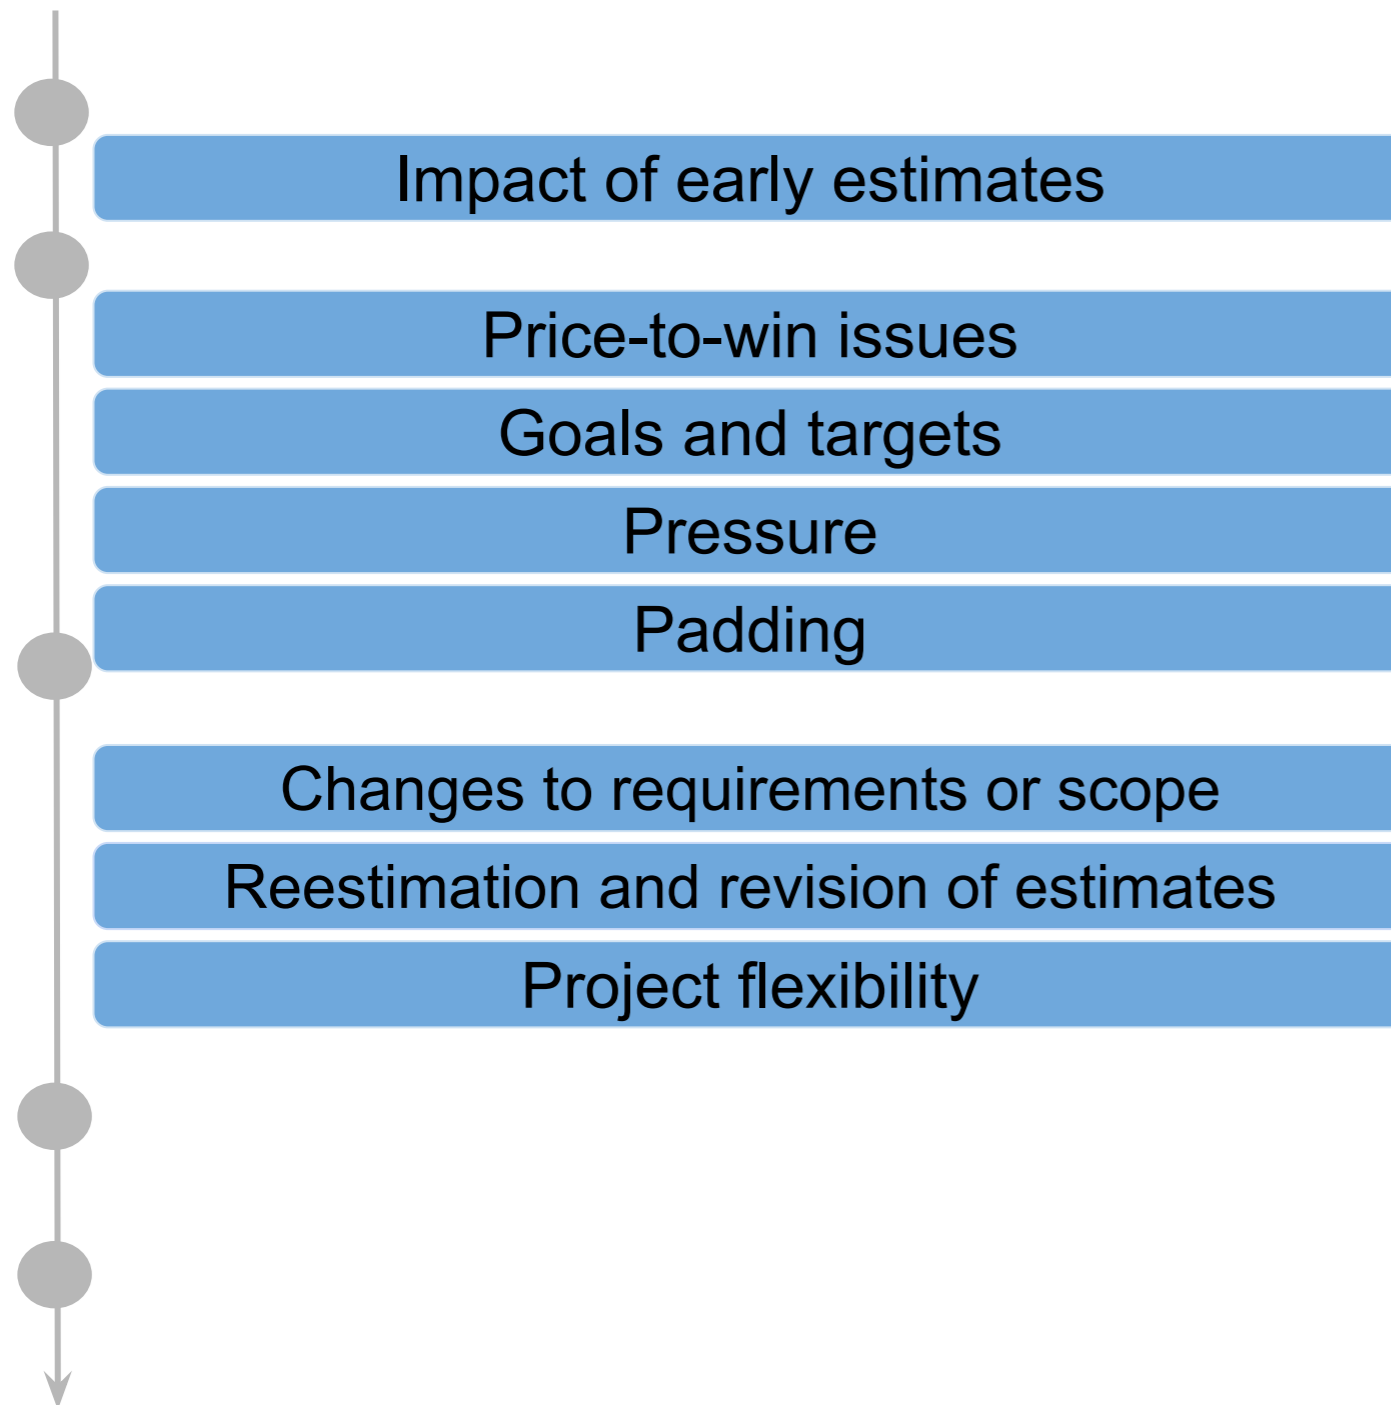 Impact of early estimates
Price-to-win issues
Goals and targets
Pressure
Padding
Changes to requirements or scope
Reestimation and revision of estimates
Project flexibility